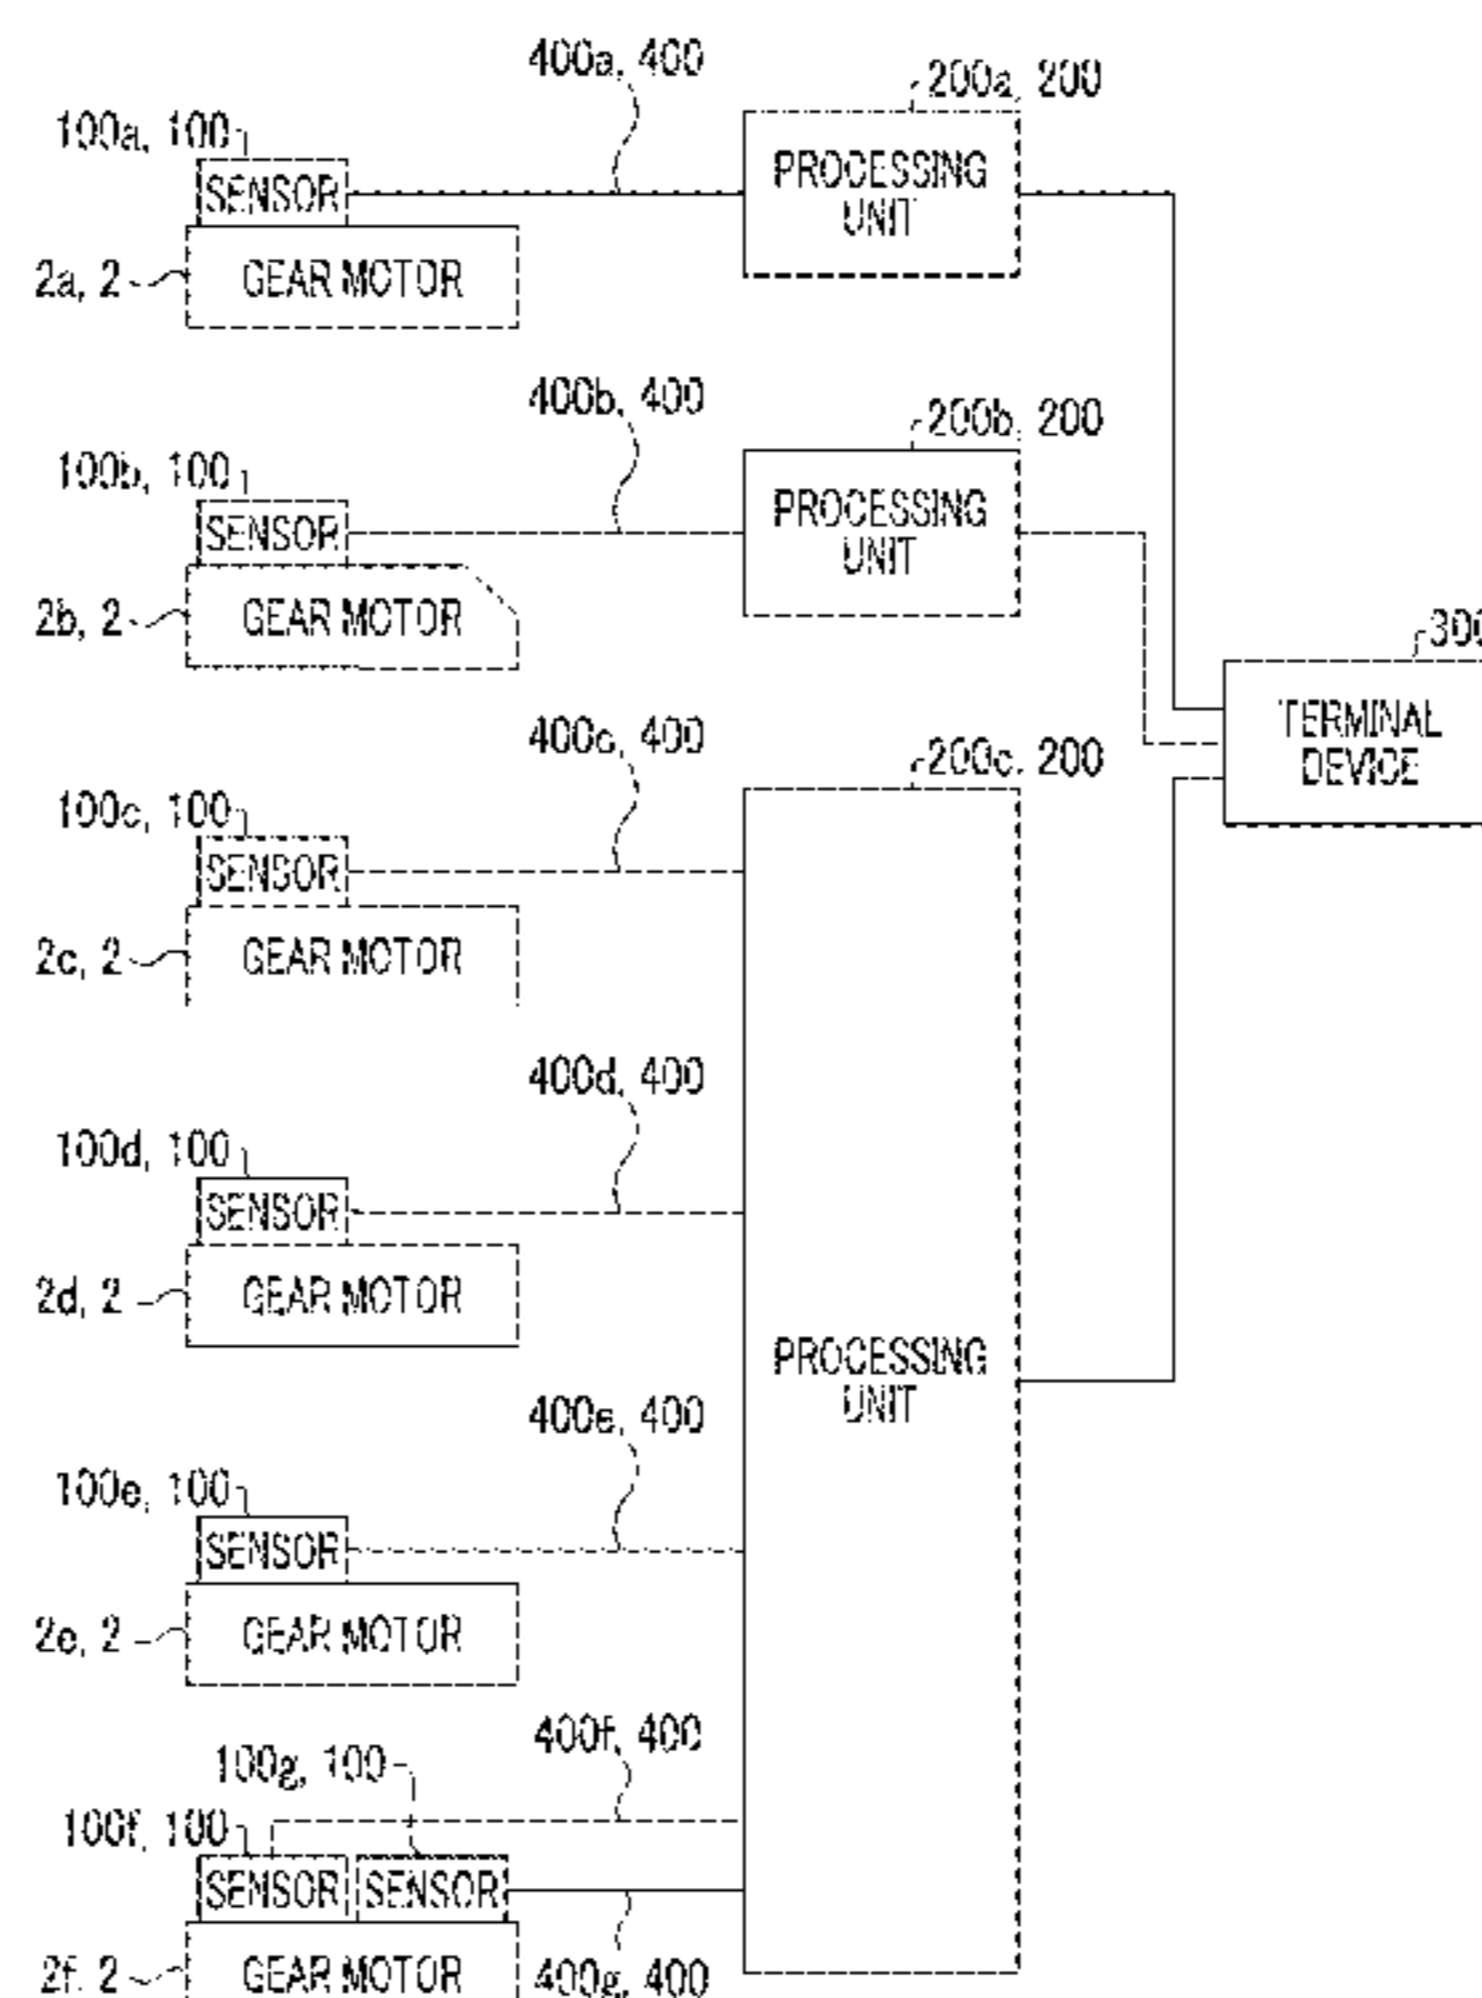 400a, 400
200a, 200
100a, 100
SENSOR
PROCESSING
UNIT
2a, 2
GEAR MOTOR
400b, 400
200b, 200
100b, 100
SENSOR
PROCESSING
UNIT
2b, 2
GEAR MOTOR
300
TERMINAL
DEVICE
400c, 400
200c, 200
100c, 100
SENSOR
2c, 2
GEAR MOTOR
400d, 400
100d, 100
SENSOR
2d, 2
GEAR MOTOR
PROCESSING
UNIT
400e, 400
100e, 100
SENSOR
2e, 2
GEAR MOTOR
400f, 400
100g, 100
100f, 100
SENSOR
SENSOR
2f, 2
GEAR MOTOR
400g, 400